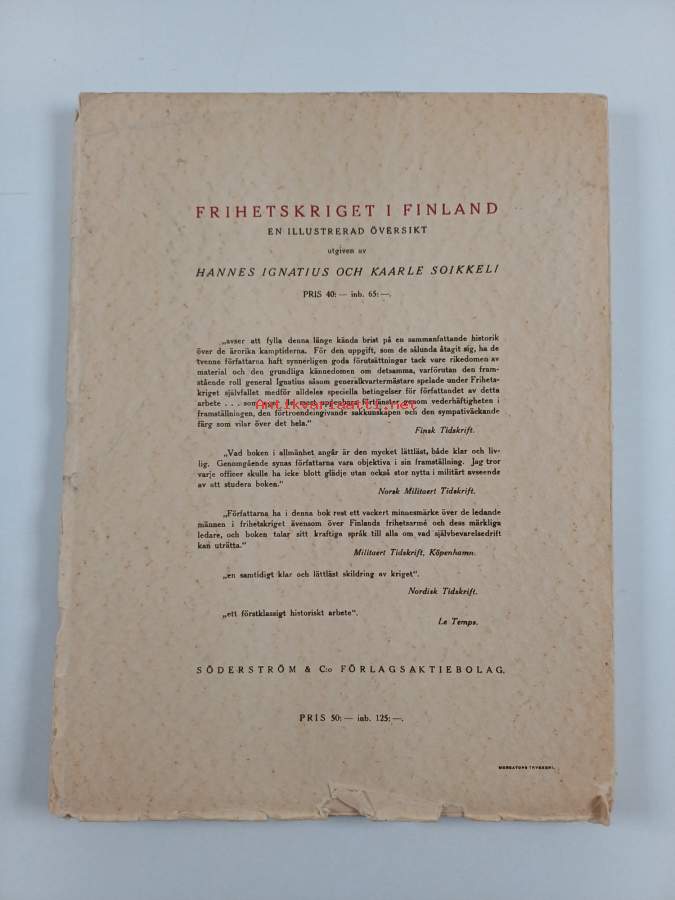 FRIHETSKRIGET I FINLAND
EN ILLUSTRERAD ÖVERSIKT
utgiven av
HANNES IGNATIUS OCH KAARLE SOIKKELI
PRIS 40:— inb. 65:—.
„avser att fylla denna länge kända brist på en sammanfattande historik
över de ärorika kamptiderna. För den uppgift, som de sålunda åtagit sig, ha de
tvenne författarna haft synnerligen goda förutsättningar tack vare rikedomen av
material och den grundliga kännedomen om detsamma, varförutan den fram-
stående roll general Ignatius såsom generalkvartermästare spelade under Frihets-
kriget självfallet medför alldeles speciella betingelser för författandet av detta
arbete . . . som vid förtjänster genom vederhäftigheten i
Antikvariaatti.net
framställningen, den förtroendeingivande sakkunskapen och den sympativäckande
färg som vilar över det hela."
Finsk Tidskrift.
„Vad boken i allmänhet angår är den mycket lättläst, både klar och liv-
lig. Genomgående synas författarna vara objektiva i sin framställning. Jag tror
varje officer skulle ha icke blott glädje utan också stor nytta i militärt avseende
av att studera boken."
Norsk Militaert Tidskrift.
„Författarna ha i denna bok rest ett vackert minnesmärke över de ledande
männen i frihetskriget ävensom över Finlands frihetsarmé och dess märkliga
ledare, och boken talar sitt kraftiga språk till alla om vad självbevarelsedrift
kan uträtta."
Militaert Tidskrift, Köpenhamn.
„en samtidigt klar och lättläst skildring av kriget".
Nordisk Tidskrift.
„ett förstklassigt historiskt arbete".
Le Temps.
SÖDERSTRÖM & C:o FÖRLAGSAKTIEBOLAG.
PRIS 50:— inb. 125:—.
MERCATORS TRYCKERI.